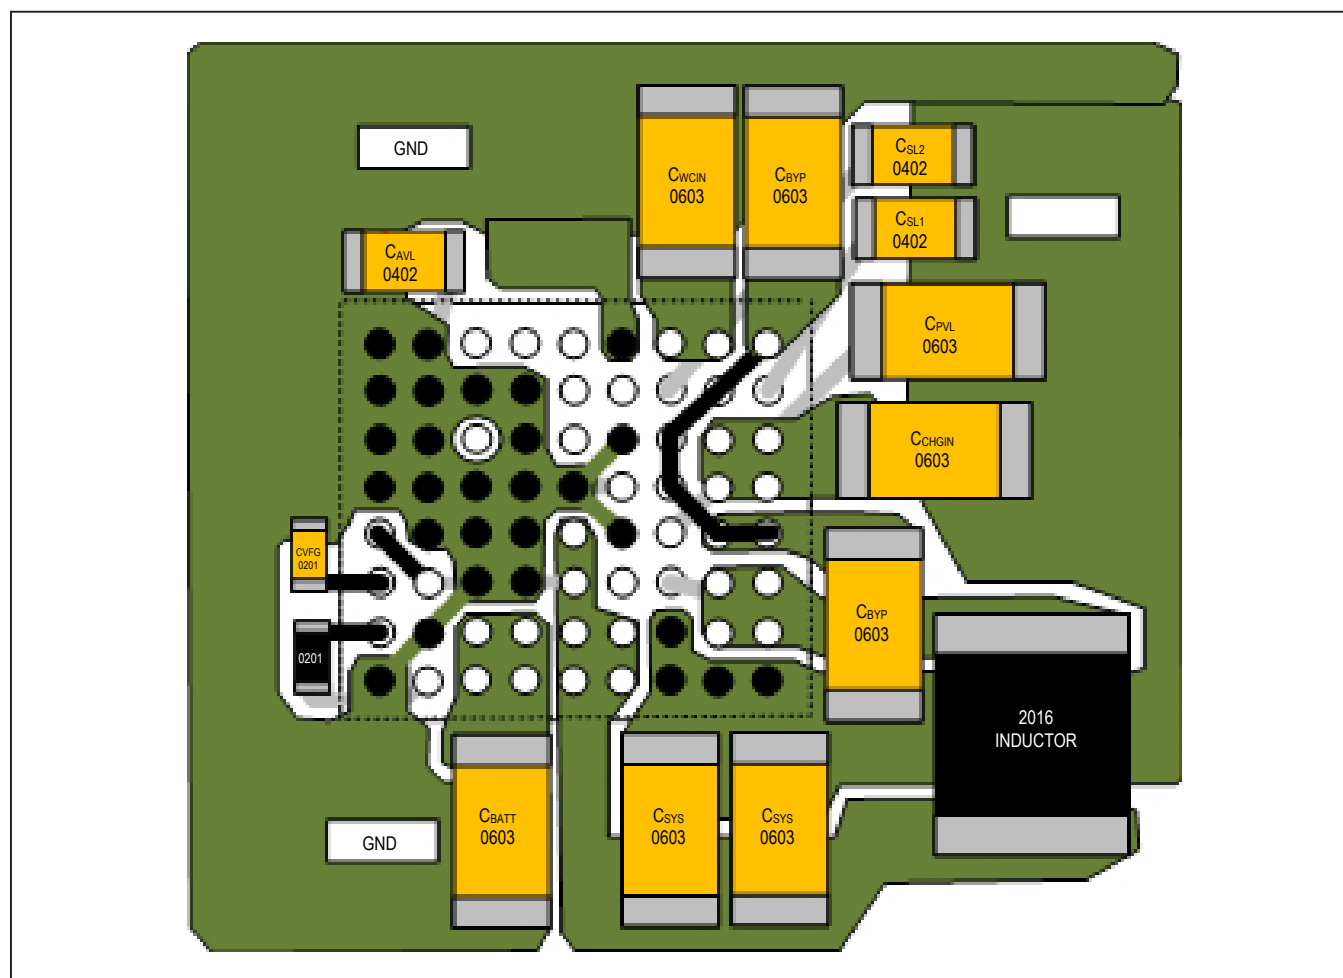 GND
CWCIN
0603
CBYP
0603
CSL2
0402
CSL1
0402
CAVL
0402
CPVL
0603
CCHGIN
0603
CVFG
0201
0201
CBYP
0603
2016
INDUCTOR
CBATT
0603
CSYS
0603
CSYS
0603
GND